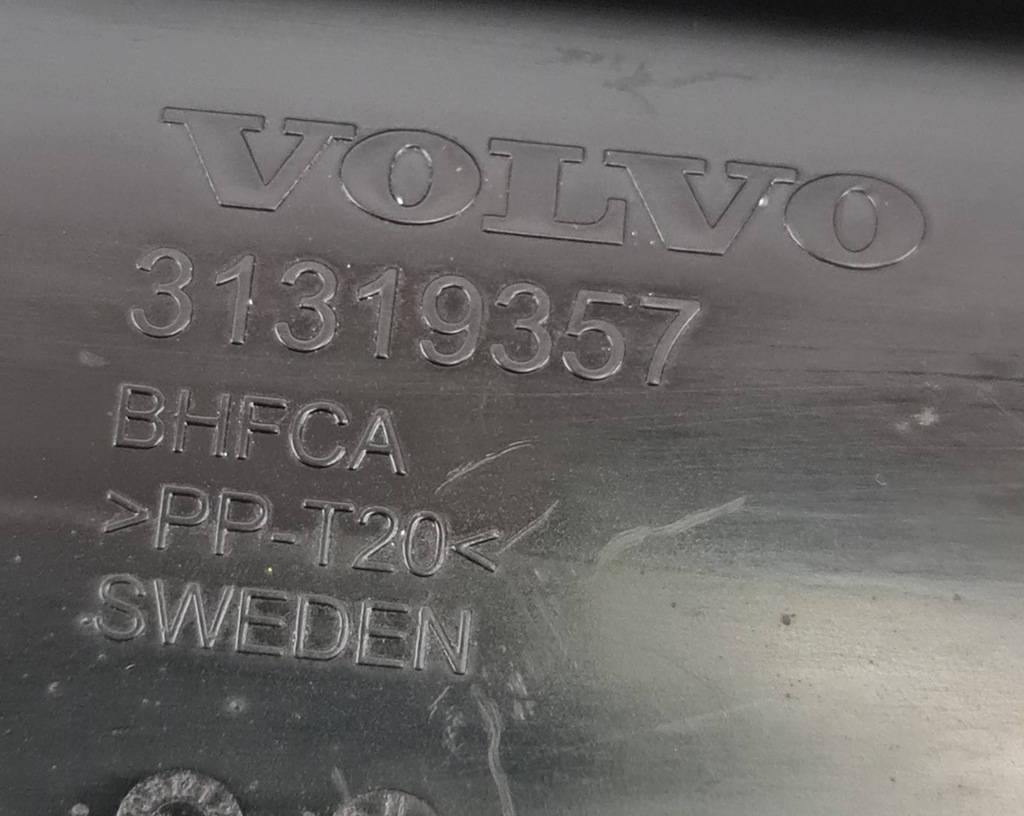 VOLVO
31319357
BHFCA
>PP-T20<
SWEDEN